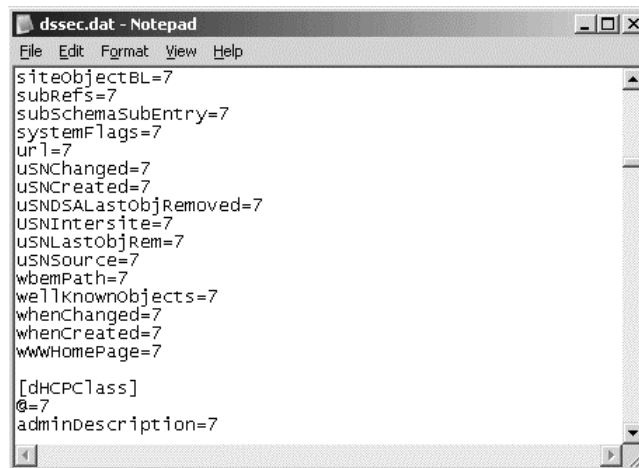 dssec.dat - Notepad
File Edit Format View Help
siteObjectBL=7
subRefs=7
subSchemaSubEntry=7
systemFlags=7
url=7
uSNChanged=7
uSNCreated=7
uSNDSALastObjRemoved=7
uSNIntersite=7
uSNLastObjRem=7
uSNSource=7
wbemPath=7
wellKnownObjects=7
whenChanged=7
whenCreated=7
wWWHomePage=7
[dHCPClass]
@=7
adminDescription=7